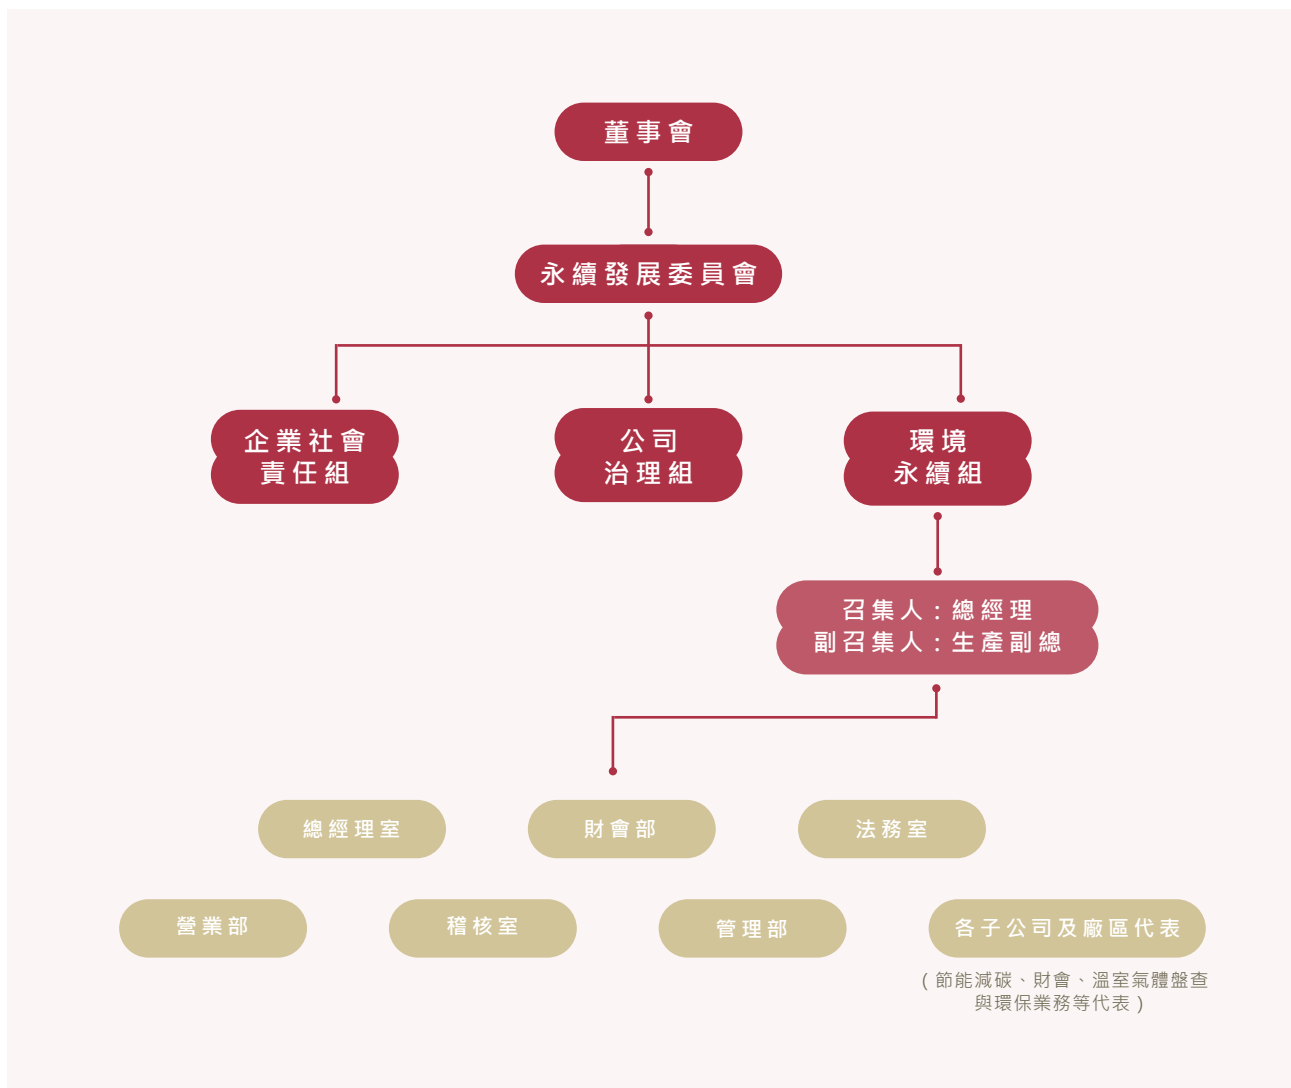 董事會
永續發展委員會
企業社會
責任組
公司
治理組
環境
永續組
召集人：總經理
副召集人：生產副總
總經理室
財會部
法務室
營業部
稽核室
管理部
各子公司及廠區代表
(節能減碳、財會、溫室氣體盤查
與環保業務等代表)